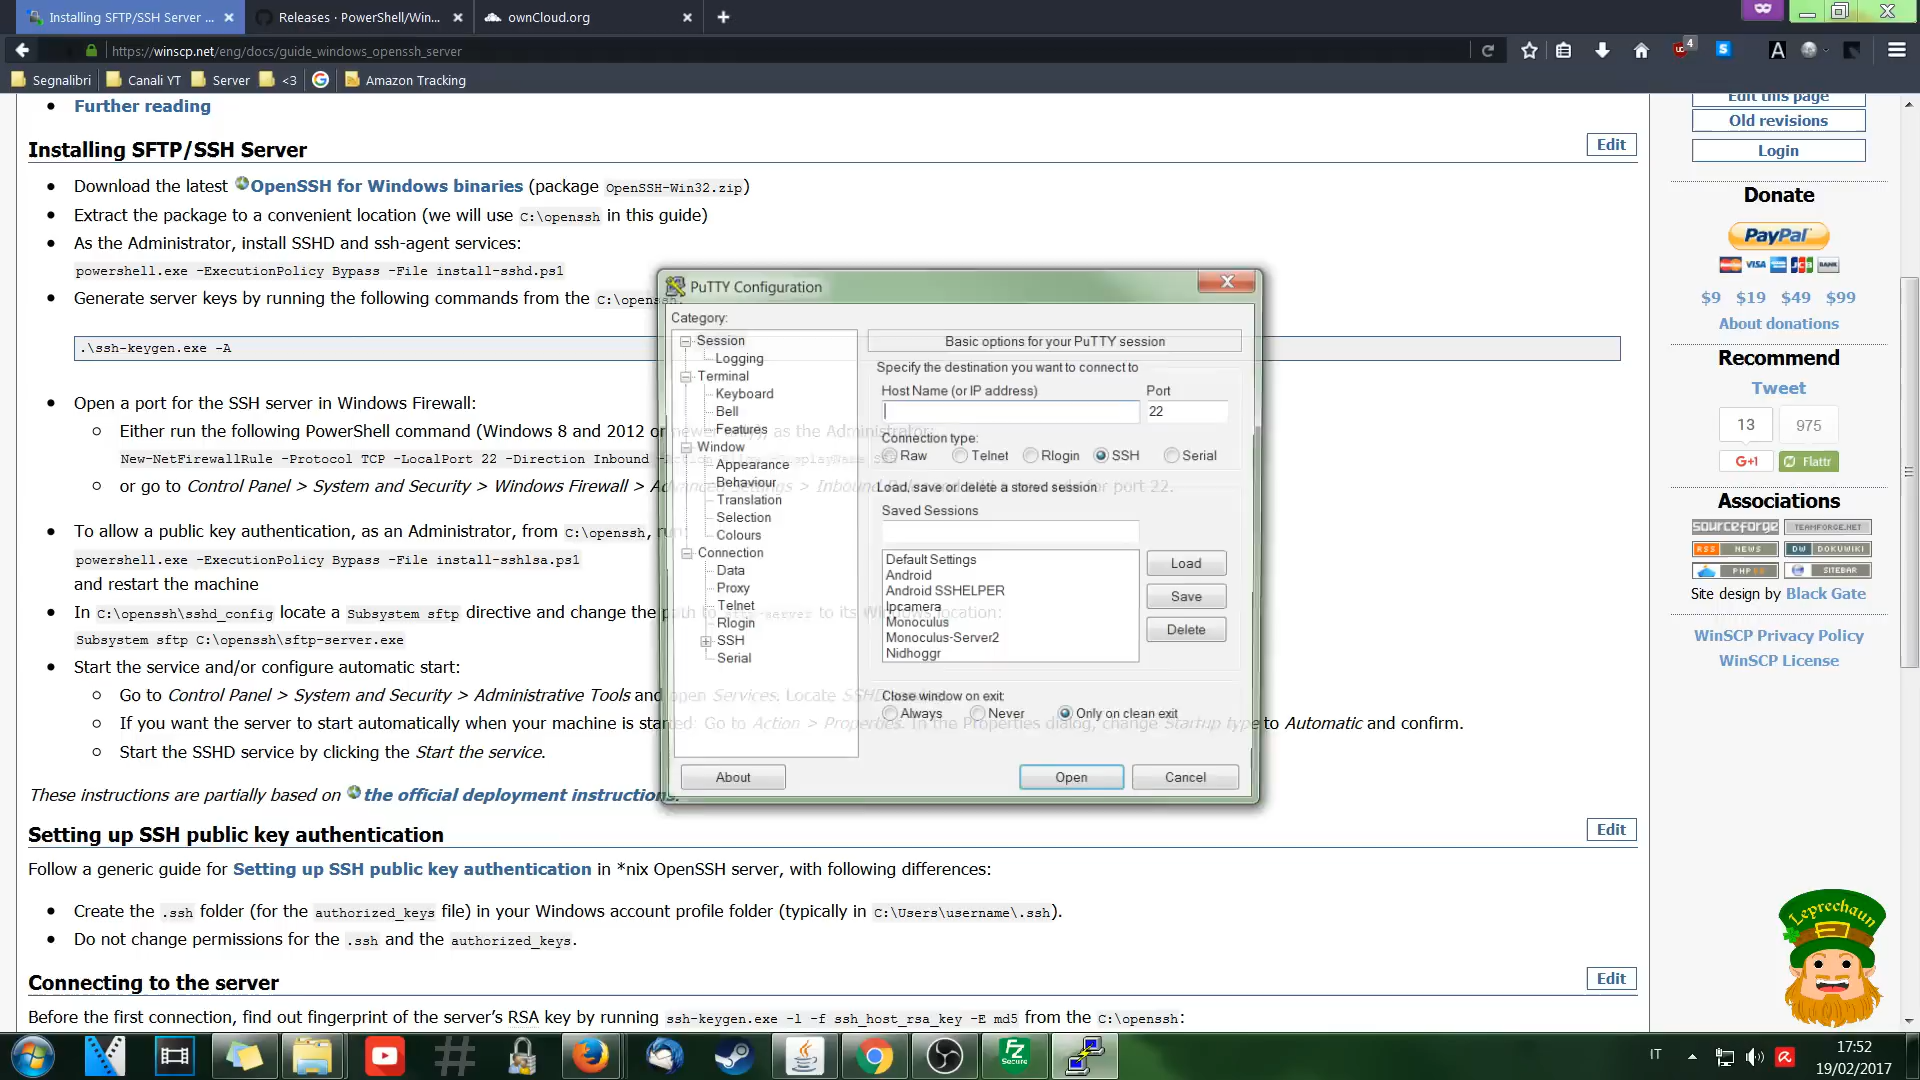 Installing SFTP/SSH Server ...
Releases · PowerShell/Win...
ownCloud.org
https://winscp.net/eng/docs/guide_windows_openssh_server
4
Segnalibri
Canali YT
Server
<3
Amazon Tracking
Further reading
Edit this page
Old revisions
Login
Installing SFTP/SSH Server
Edit
Download the latest OpenSSH for Windows binaries (package OpenSSH-Win32.zip)
Extract the package to a convenient location (we will use C:\openssh in this guide)
As the Administrator, install SSHD and ssh-agent services:
powershell.exe -ExecutionPolicy Bypass -File install-sshd.ps1
Generate server keys by running the following commands from the C:\openssh:
.\ssh-keygen.exe -A
Open a port for the SSH server in Windows Firewall:
Either run the following PowerShell command (Windows 8 and 2012 or newer only), as the Administrator:
New-NetFirewallRule -Protocol TCP -LocalPort 22 -Direction Inbound
or go to Control Panel > System and Security > Windows Firewall > Advanced Settings > Inbound Rules and add a new rule for port 22.
To allow a public key authentication, as an Administrator, from C:\openssh, run:
powershell.exe -ExecutionPolicy Bypass -File install-sshlsa.ps1
and restart the machine
In C:\openssh\sshd_config locate a Subsystem sftp directive and change the path to sftp-server to its Windows location:
Subsystem sftp C:\openssh\sftp-server.exe
Start the service and/or configure automatic start:
Go to Control Panel > System and Security > Administrative Tools and open Services. Locate SSHD
If you want the server to start automatically when your machine is started: Go to Action > Properties. In the Properties dialog, change Startup type to Automatic and confirm.
Start the SSHD service by clicking the Start the service.
These instructions are partially based on the official deployment instructions.
Setting up SSH public key authentication
Edit
Follow a generic guide for Setting up SSH public key authentication in *nix OpenSSH server, with following differences:
Create the .ssh folder (for the authorized_keys file) in your Windows account profile folder (typically in C:\Users\username\.ssh).
Do not change permissions for the .ssh and the authorized_keys.
Connecting to the server
Edit
Before the first connection, find out fingerprint of the server's RSA key by running ssh-keygen.exe -l -f ssh_host_rsa_key -E md5 from the C:\openssh:
PuTTY Configuration
Category:
Session
Logging
Terminal
Keyboard
Bell
Features
Window
Appearance
Behaviour
Translation
Selection
Colours
Connection
Data
Proxy
Telnet
Rlogin
SSH
Serial
Basic options for your PuTTY session
Specify the destination you want to connect to
Host Name (or IP address)
Port
22
Connection type:
Raw
Telnet
Rlogin
SSH
Serial
Load, save or delete a stored session
Saved Sessions
Default Settings
Android
Android SSHELPER
Ipcamera
Monoculus
Monoculus-Server2
Nidhoggr
Load
Save
Delete
Close window on exit:
Always
Never
Only on clean exit
About
Open
Cancel
Donate
PayPal
VISA
BANK
$9 $19 $49 $99
About donations
Recommend
Tweet
13
975
G+1
Flattr
Associations
SOURCEFORGE
TEAMFORGE.NET
RSS NEWS
DW DOKUWIKI
PHP
SITEBAR
Site design by Black Gate
WinSCP Privacy Policy
WinSCP License
Leprechaun
FZ
Secure
IT
17:52
19/02/2017